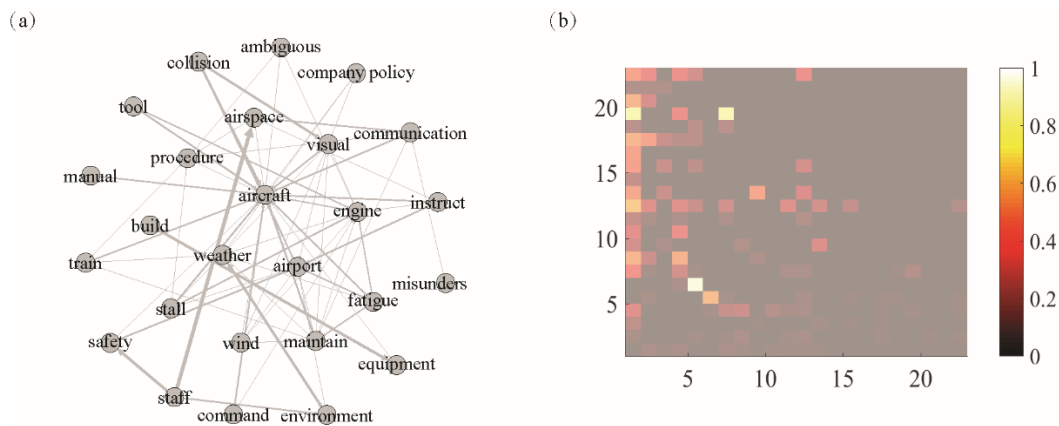 (a)
ambiguous
collision
company policy
tool
airspace
communication
visual
procedure
manual
aircraft
instruct
engine
build
weather
train
airport
misunders
fatigue
stall
safety
wind
maintain
equipment
staff
command
environment
(b)
20
15
10
5
5
10
15
20
1
0.8
0.6
0.4
0.2
0